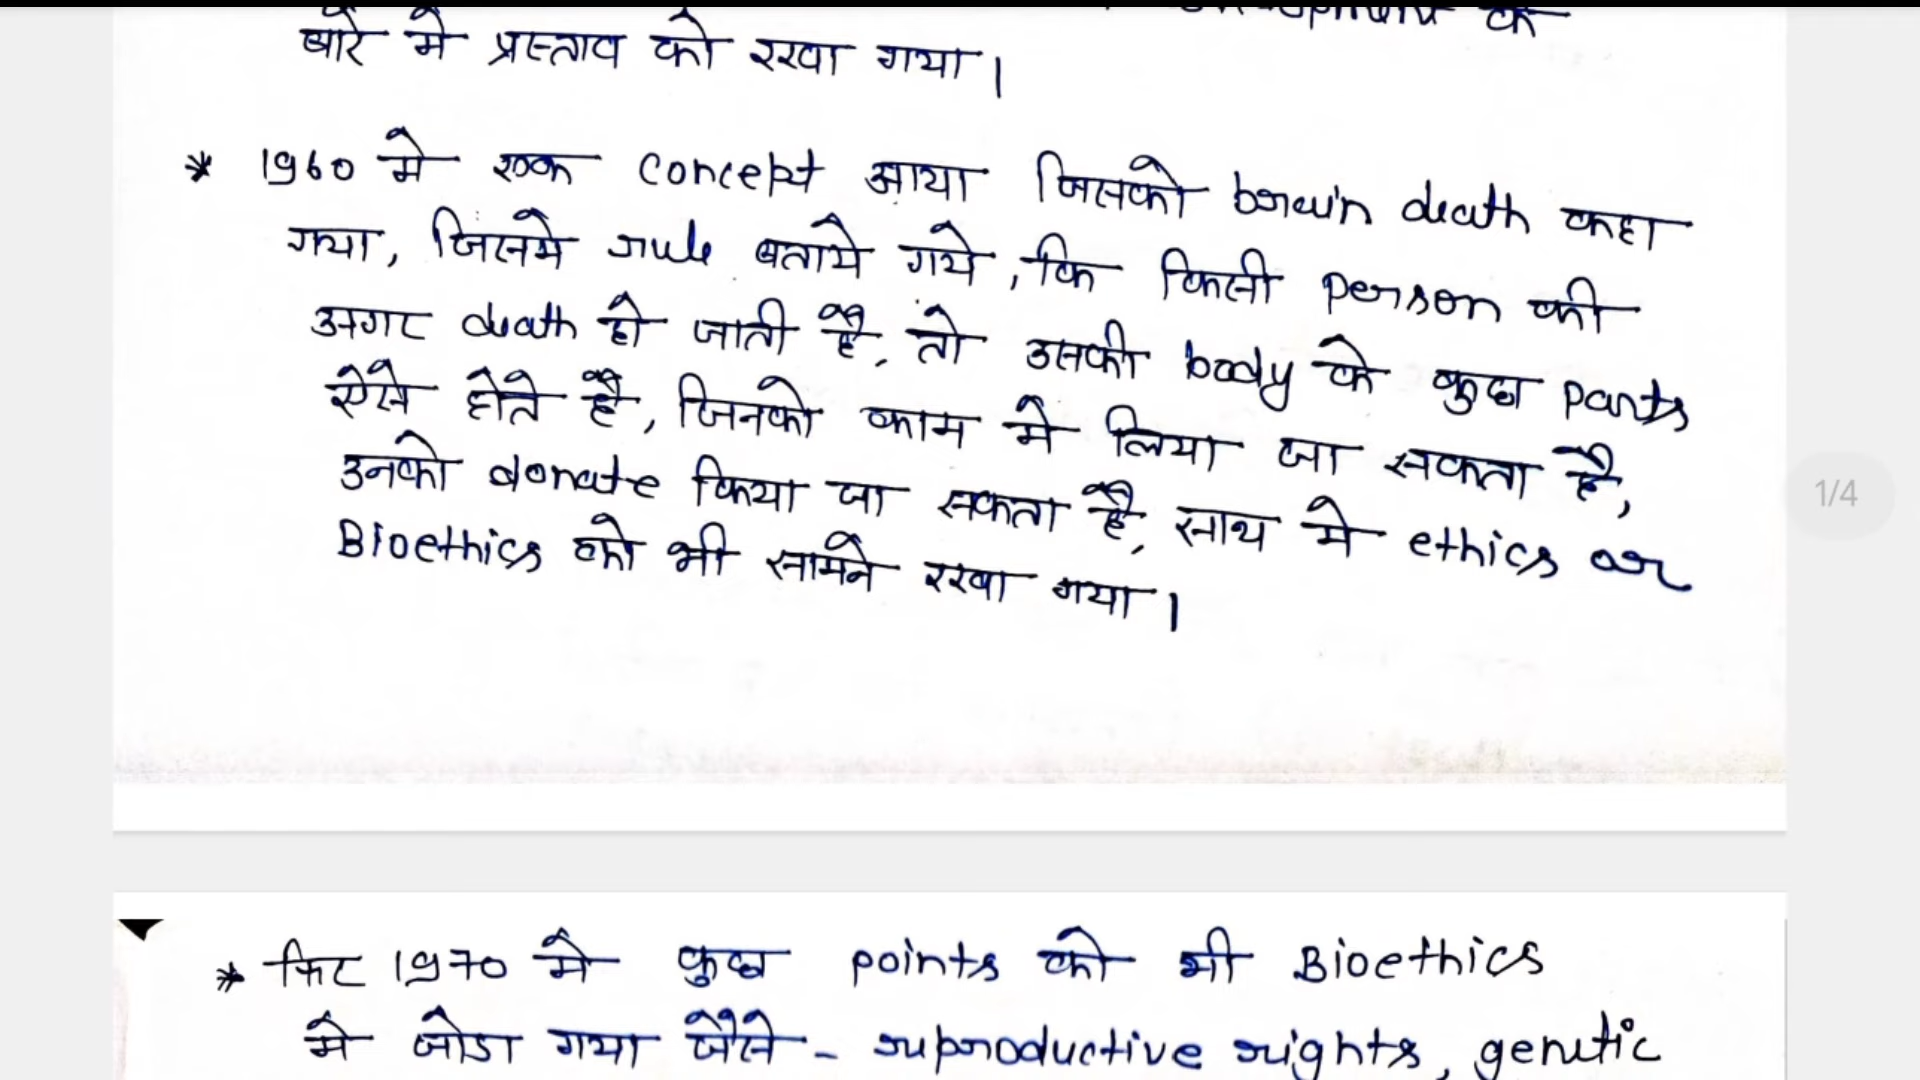 के
बारे मे प्रस्ताव को रखा गया।
* 1960 मे एक concept आया जिसको brain death कहा
गया, जिसमे rule बताये गये, कि किसी person की
अगर death हो जाती है, तो उसकी body के कुछ parts
ऐसे होते है, जिनको काम मे लिया जा सकता है,
उनको donate किया जा सकता है, साथ मे ethics or
Bioethics को भी सामने रखा गया।
1/4
* फिर 1970 मे कुछ points को भी Bioethics
मे जोडा गया जैसे - reproductive rights, genetic